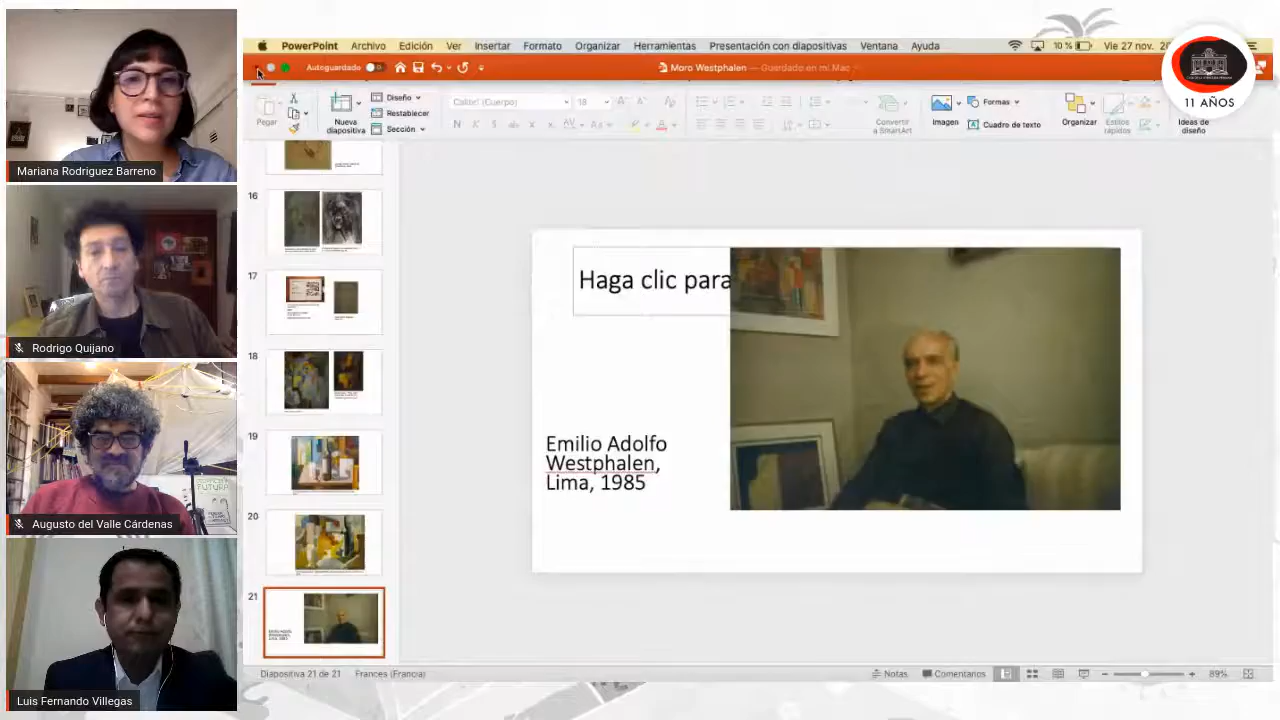 Mariana Rodriguez Barreno
Rodrigo Quijano
Augusto del Valle Cárdenas
Luis Fernando Villegas
PowerPoint Archivo Edición Ver Insertar Formato Organizar Herramientas Presentación con diapositivas Ventana Ayuda 10 % Vie 27 nov.
Autoguardado
Moro Westphalen — Guardado en mi Mac
11 AÑOS
Pegar
Nueva diapositiva
Diseño
Restablecer
Sección
Calibri (Cuerpo) 18
N K S
Convertir a SmartArt
Imagen
Formas
Cuadro de texto
Organizar
Estilos rápidos
Ideas de diseño
16
17
18
19
20
21
Haga clic para
Emilio Adolfo
Westphalen,
Lima, 1985
Diapositiva 21 de 21 Frances (Francia)
Notas Comentarios 89%